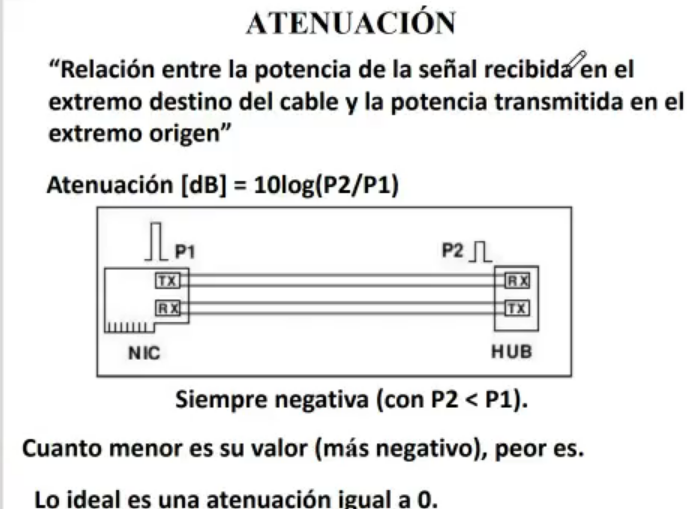 ATENUACIÓN
“Relación entre la potencia de la señal recibida en el
extremo destino del cable y la potencia transmitida en el
extremo origen”
Atenuación [dB] = 10log(P2/P1)
P1
P2
TX
RX
RX
TX
NIC
HUB
Siempre negativa (con P2 < P1).
Cuanto menor es su valor (más negativo), peor es.
Lo ideal es una atenuación igual a 0.